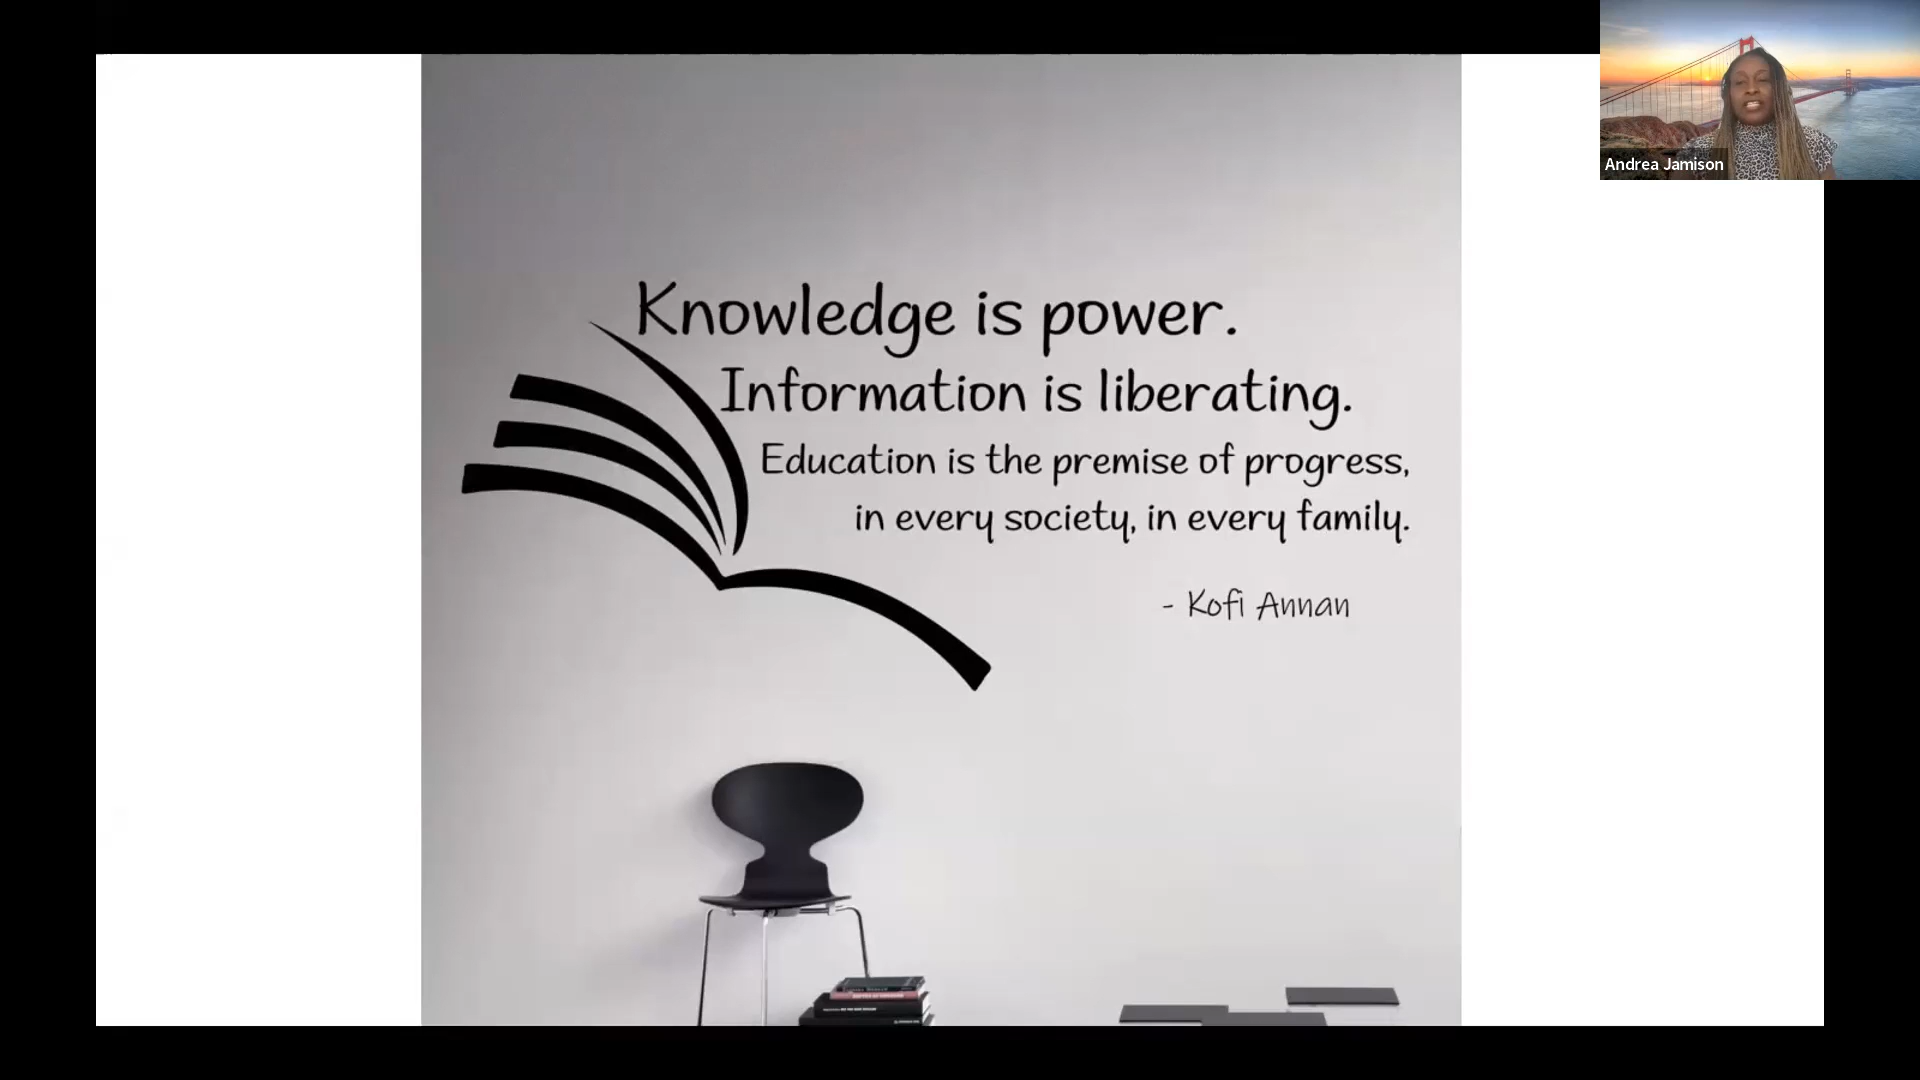 Andrea Jamison
Knowledge is power.
Information is liberating.
Education is the premise of progress,
in every society, in every family.
- Kofi Annan